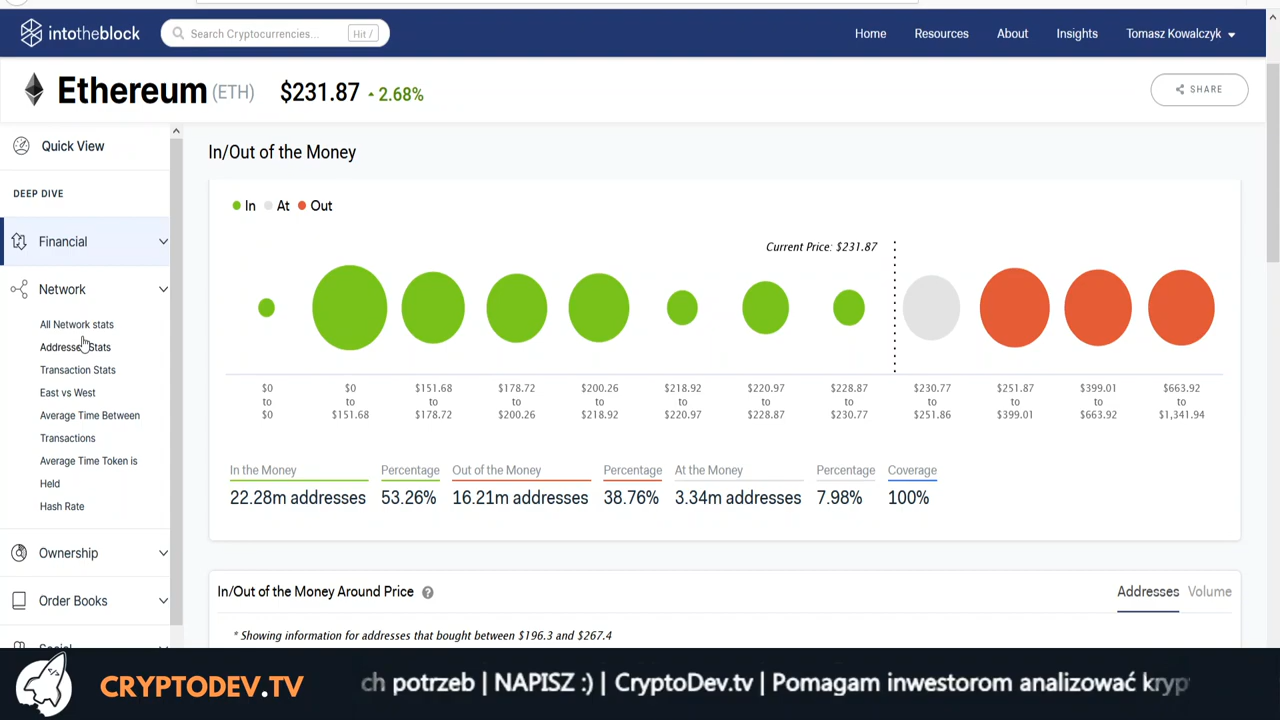 intotheblock
Search Cryptocurrencies...
Hit /
Home
Resources
About
Insights
Tomasz Kowalczyk
Ethereum (ETH) $231.87 2.68%
SHARE
Quick View
DEEP DIVE
Financial
Network
All Network stats
Addresses Stats
Transaction Stats
East vs West
Average Time Between
Transactions
Average Time Token is
Held
Hash Rate
Ownership
Order Books
In/Out of the Money
In At Out
Current Price: $231.87
$0 $0 $151.68 $178.72 $200.26 $218.92 $220.97 $228.87 $230.77 $251.87 $399.01 $663.92
to to to to to to to to to to to to
$0 $151.68 $178.72 $200.26 $218.92 $220.97 $228.87 $230.77 $251.86 $399.01 $663.92 $1,341.94
In the Money Percentage Out of the Money Percentage At the Money Percentage Coverage
22.28m addresses 53.26% 16.21m addresses 38.76% 3.34m addresses 7.98% 100%
In/Out of the Money Around Price ?
Addresses Volume
* Showing information for addresses that bought between $196.3 and $267.4
CRYPTODEV.TV
ch potrzeb | NAPISZ :) | CryptoDev.tv | Pomagam inwestorom analizować kryp